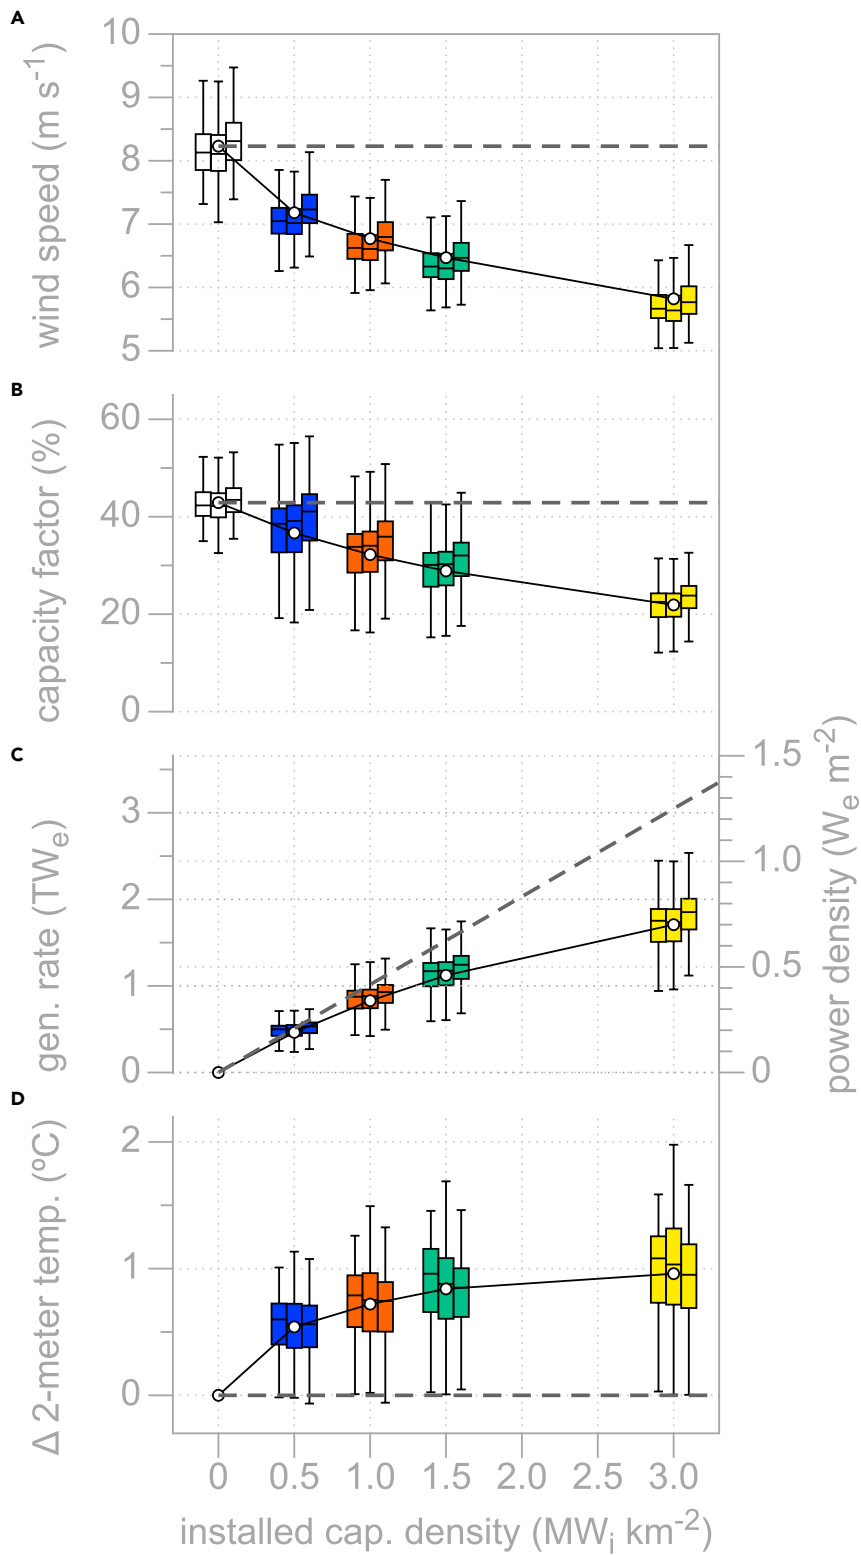 A
10
9
8
7
6
5
wind speed (m s⁻¹)
B
60
40
20
0
capacity factor (%)
C
3
2
1
0
gen. rate (TWₑ)
1.5
1.0
0.5
0
power density (Wₑ m⁻²)
D
2
1
0
Δ 2-meter temp. (ºC)
0 0.5 1.0 1.5 2.0 2.5 3.0
installed cap. density (MWᵢ km⁻²)